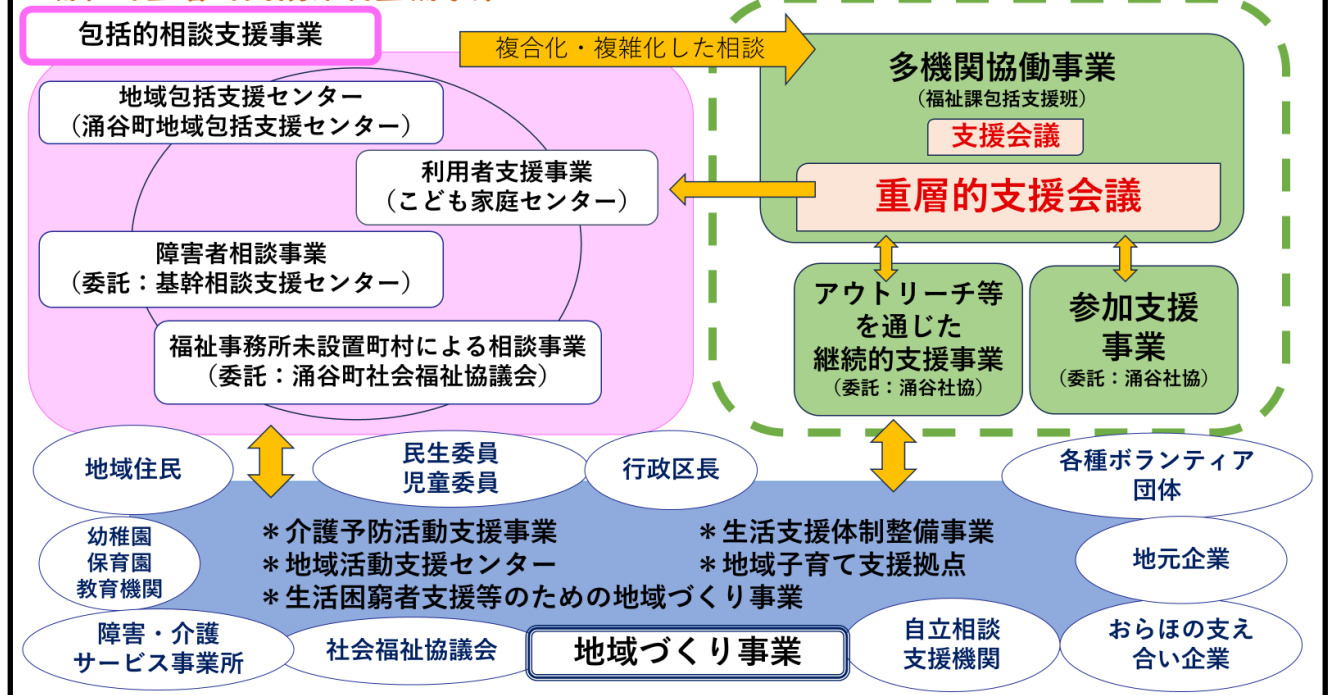 包括的相談支援事業
複合化・複雑化した相談
地域包括支援センター
(涌谷町地域包括支援センター)
利用者支援事業
(こども家庭センター)
障害者相談事業
(委託:基幹相談支援センター)
福祉事務所未設置町村による相談事業
(委託:涌谷町社会福祉協議会)
多機関協働事業
(福祉課包括支援班)
支援会議
重層的支援会議
アウトリーチ等
を通じた
継続的支援事業
(委託:涌谷社協)
参加支援
事業
(委託:涌谷社協)
地域住民
民生委員
児童委員
行政区長
各種ボランティア
団体
幼稚園
保育園
教育機関
*介護予防活動支援事業
*地域活動支援センター
*生活困窮者支援等のための地域づくり事業
*生活支援体制整備事業
*地域子育て支援拠点
地元企業
障害・介護
サービス事業所
社会福祉協議会
地域づくり事業
自立相談
支援機関
おらほの支え
合い企業